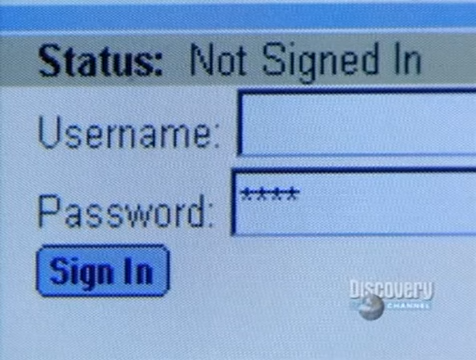 Status: Not Signed In
Username:
Password: ****
Sign In
Discovery
CHANNEL